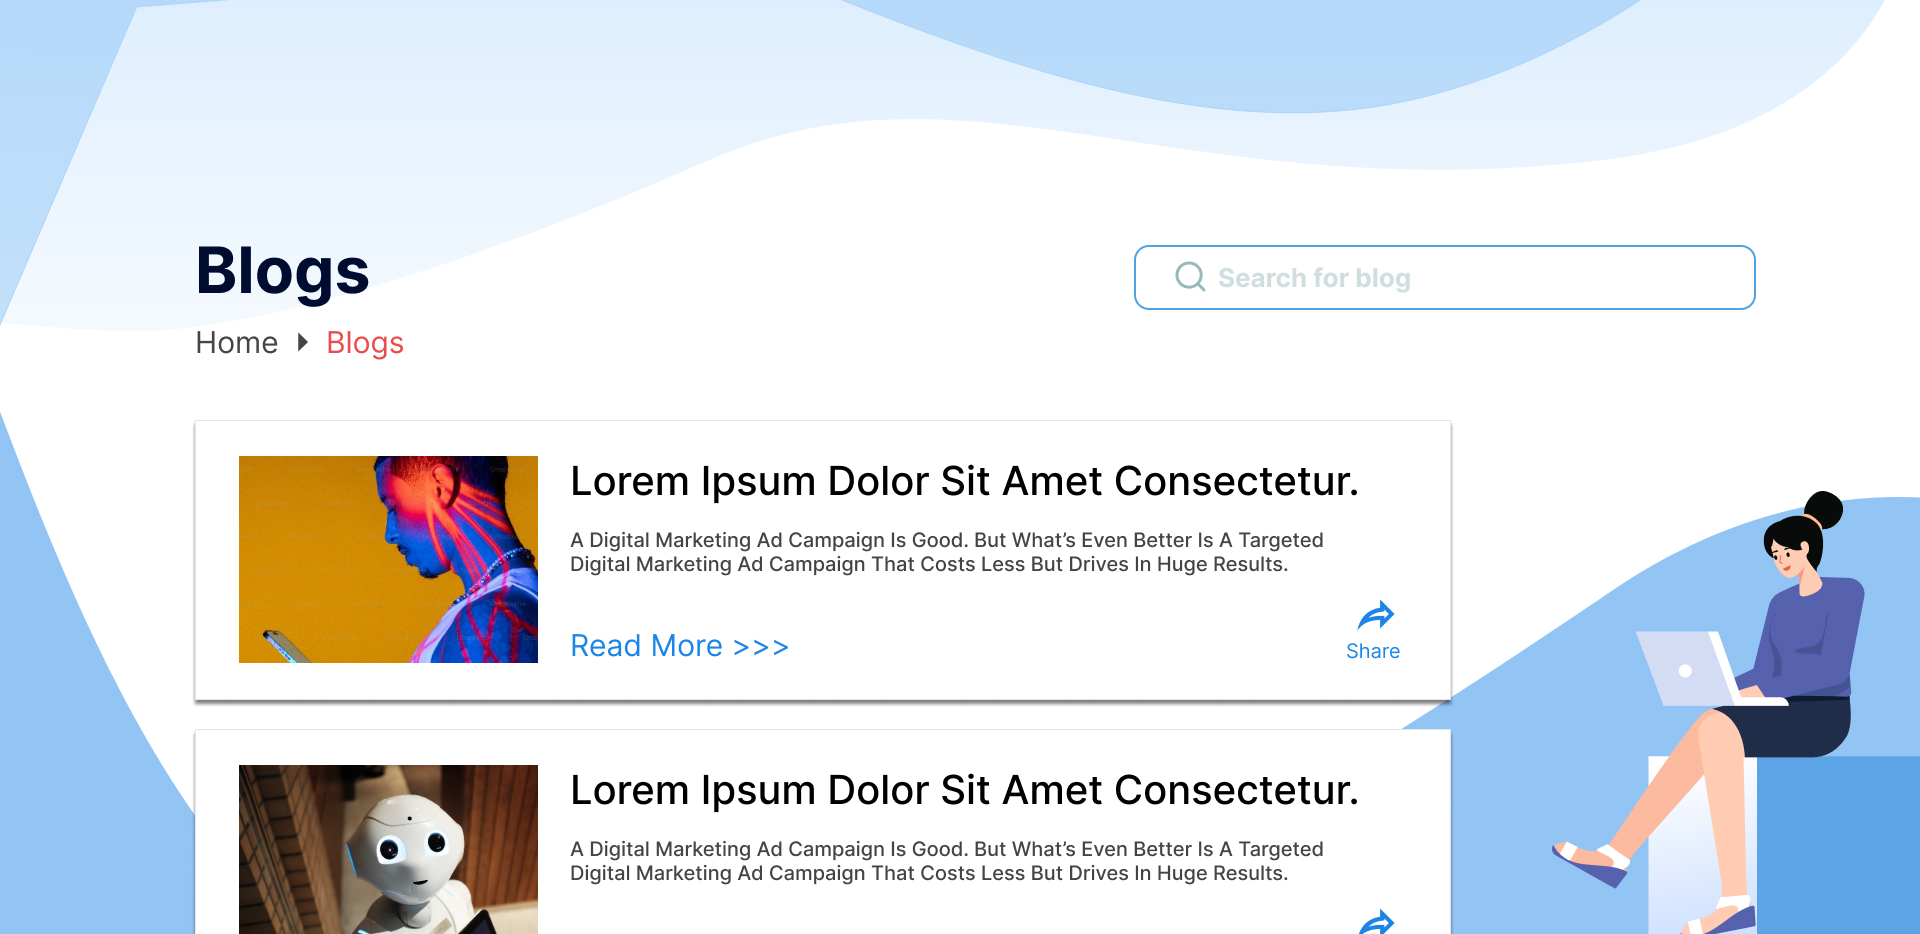 Blogs
Search for blog
Home Blogs
Lorem Ipsum Dolor Sit Amet Consectetur.
A Digital Marketing Ad Campaign Is Good. But What’s Even Better Is A Targeted
Digital Marketing Ad Campaign That Costs Less But Drives In Huge Results.
Read More >>>
Share
Lorem Ipsum Dolor Sit Amet Consectetur.
A Digital Marketing Ad Campaign Is Good. But What’s Even Better Is A Targeted
Digital Marketing Ad Campaign That Costs Less But Drives In Huge Results.